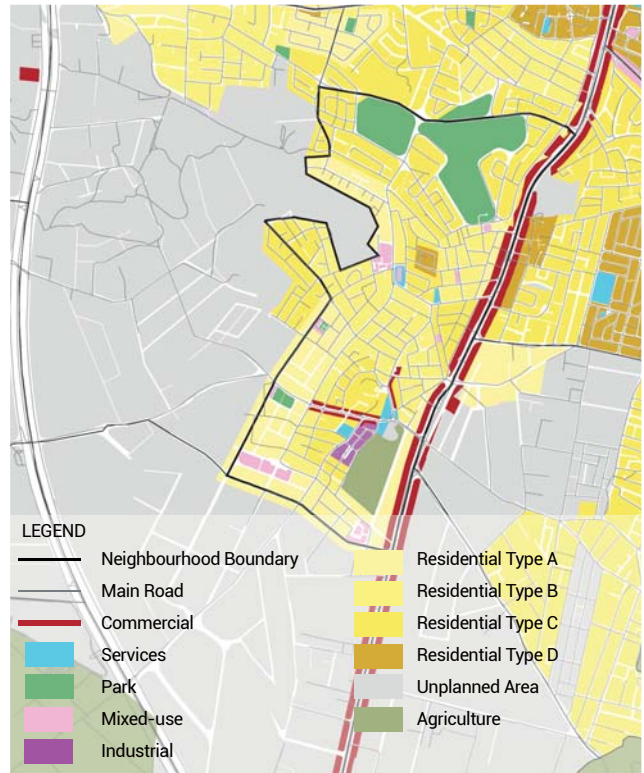 LEGEND
Neighbourhood Boundary
Main Road
Commercial
Services
Park
Mixed-use
Industrial
Residential Type A
Residential Type B
Residential Type C
Residential Type D
Unplanned Area
Agriculture